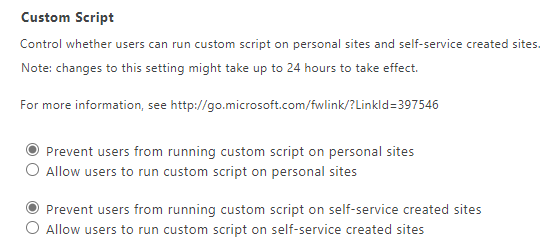 Custom Script
Control whether users can run custom script on personal sites and self-service created sites.
Note: changes to this setting might take up to 24 hours to take effect.
For more information, see http://go.microsoft.com/fwlink/?LinkId=397546
Prevent users from running custom script on personal sites
Allow users to run custom script on personal sites
Prevent users from running custom script on self-service created sites
Allow users to run custom script on self-service created sites